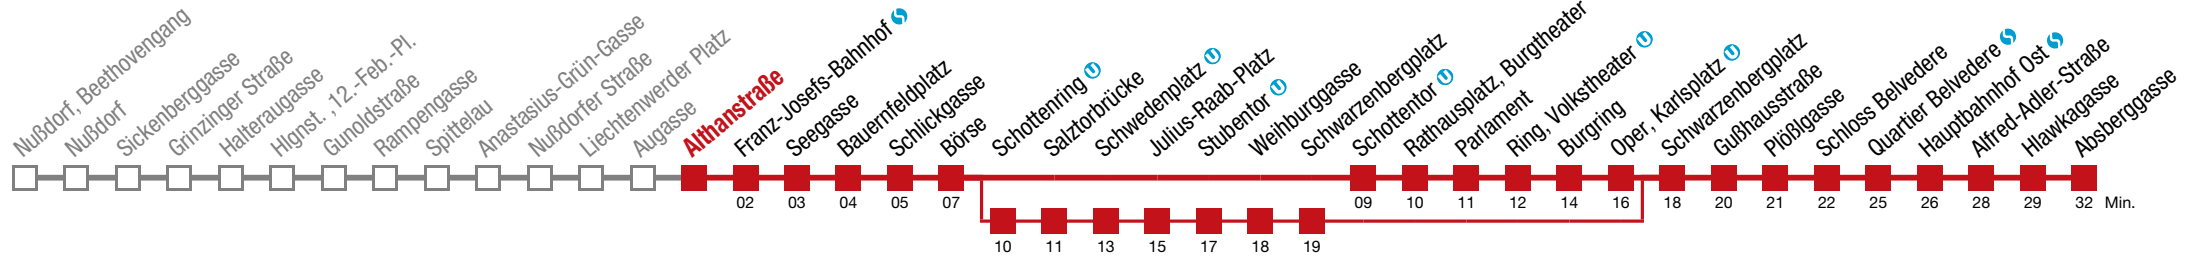 Nußdorf, Beethovengang
Nußdorf
Sickenberggasse
Grinzinger Straße
Halteraugasse
Hlgnst. , 12.-Feb.-Pl.
Gunoldstraße
Rampengasse
Spittelau
Anastasius-Grün-Gasse
Nußdorfer Straße
Liechtenwerder Platz
Augasse
Althanstraße
Franz-Josefs-Bahnhof
Seegasse
Bauernfeldplatz
Schlickgasse
Börse
Schottenring U
Salztorbrücke
Schwedenplatz U
Julius-Raab-Platz
Stubentor U
Weihburggasse
Schwarzenbergplatz
Schottentor U
Rathausplatz, Burgtheater
Parlament
Ring, Volkstheater U
Burgring
Oper, Karlsplatz U
Schwarzenbergplatz
Gußhausstraße
Plößlgasse
Schloss Belvedere
Quartier Belvedere
Hauptbahnhof Ost
Alfred-Adler-Straße
Hlawkagasse
Absberggasse
02 03 04 05 07 09 10 11 12 14 16 18 20 21 22 25 26 28 29 32 Min.
10 11 13 15 17 18 19